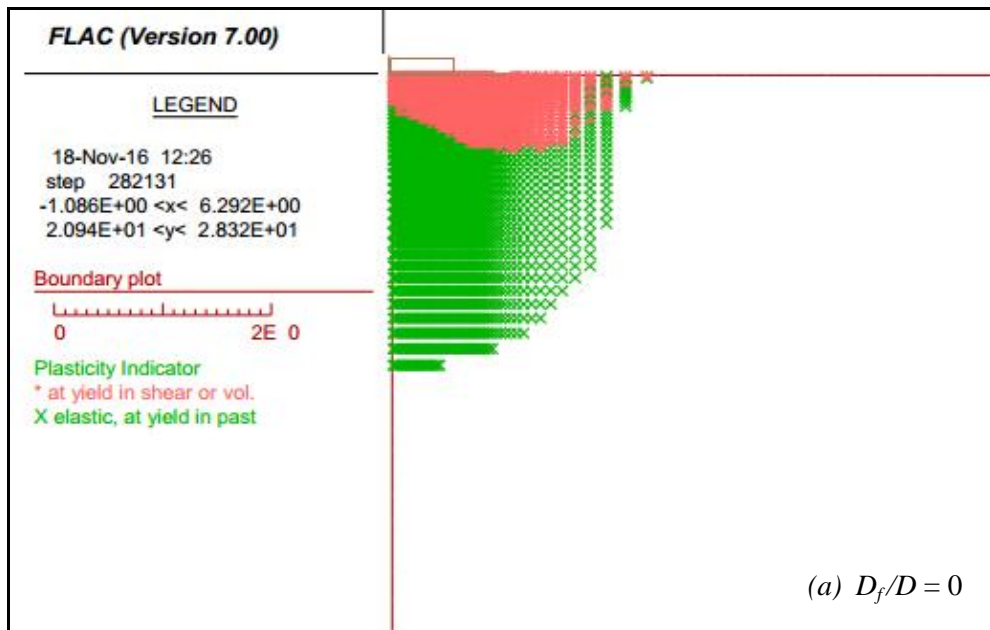 FLAC (Version 7.00)
LEGEND
18-Nov-16 12:26
step 282131
-1.086E+00 <x< 6.292E+00
2.094E+01 <y< 2.832E+01
Boundary plot
0 2E 0
Plasticity Indicator
* at yield in shear or vol.
X elastic, at yield in past
(a) Df/D = 0